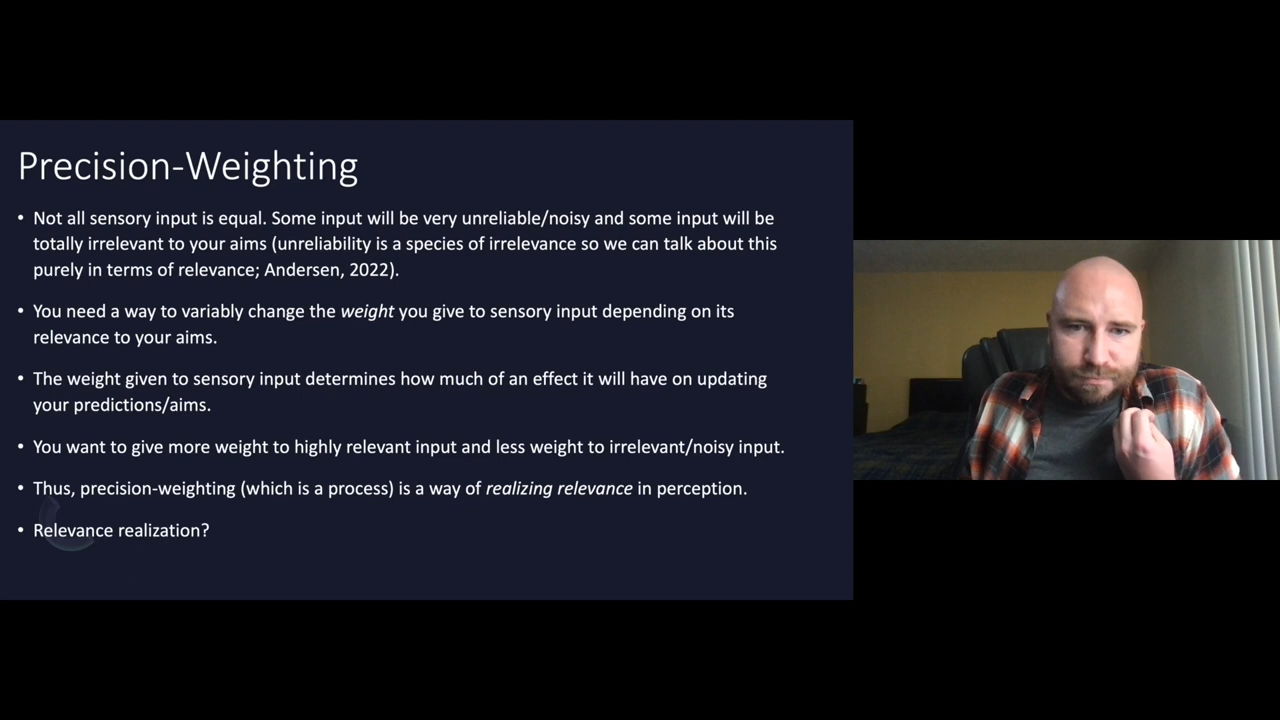 Precision-Weighting
• Not all sensory input is equal. Some input will be very unreliable/noisy and some input will be
totally irrelevant to your aims (unreliability is a species of irrelevance so we can talk about this
purely in terms of relevance; Andersen, 2022).
• You need a way to variably change the weight you give to sensory input depending on its
relevance to your aims.
• The weight given to sensory input determines how much of an effect it will have on updating
your predictions/aims.
• You want to give more weight to highly relevant input and less weight to irrelevant/noisy input.
• Thus, precision-weighting (which is a process) is a way of realizing relevance in perception.
• Relevance realization?